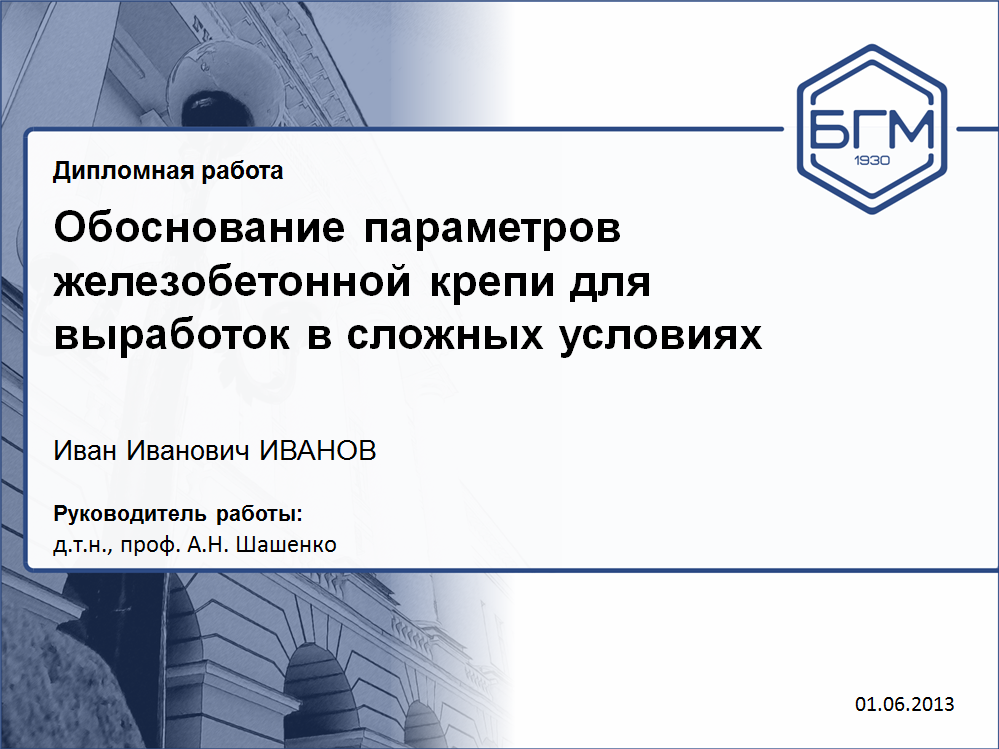 БГМ
1930
Дипломная работа
Обоснование параметров
железобетонной крепи для
выработок в сложных условиях
Иван Иванович ИВАНОВ
Руководитель работы:
д.т.н., проф. А.Н. Шашенко
01.06.2013